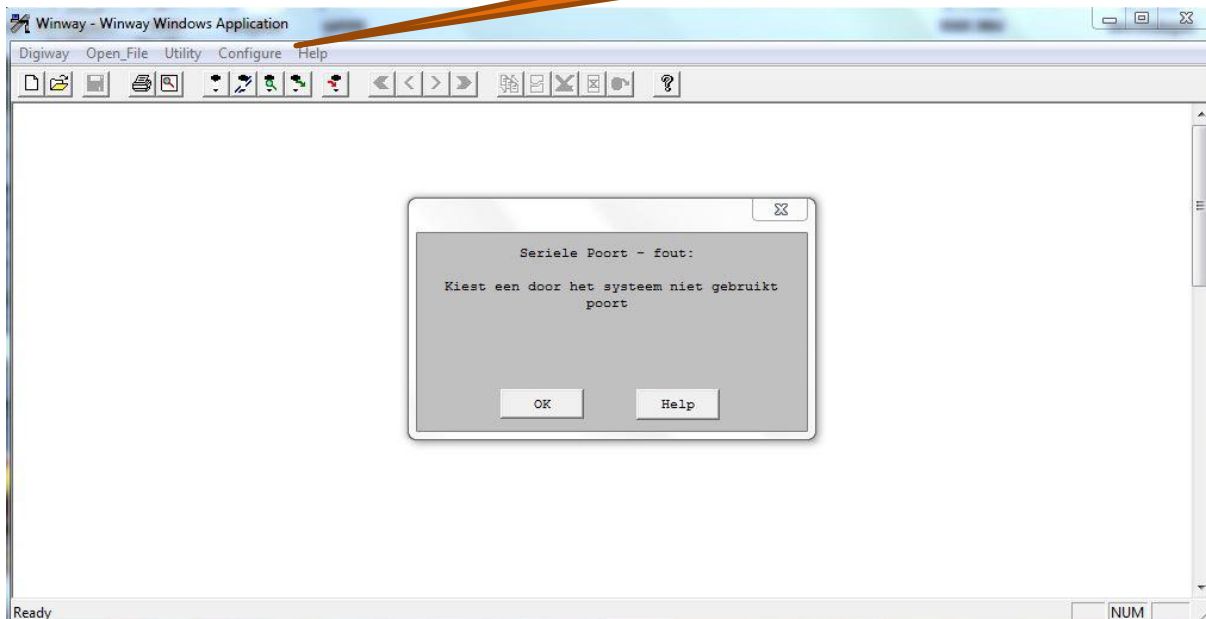 Winway - Winway Windows Application
Digiway Open_File Utility Configure Help
Seriele Poort - fout:
Kiest een door het systeem niet gebruikt
poort
OK Help
Ready NUM